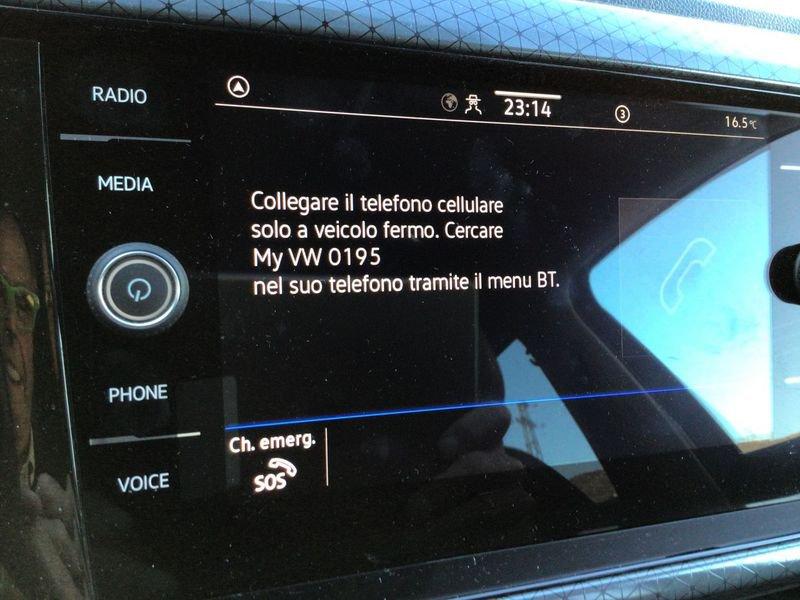 RADIO
23:14
3
16.5°C
MEDIA
Collegare il telefono cellulare
solo a veicolo fermo. Cercare
My VW 0195
nel suo telefono tramite il menu BT.
PHONE
Ch. emerg.
SOS
VOICE